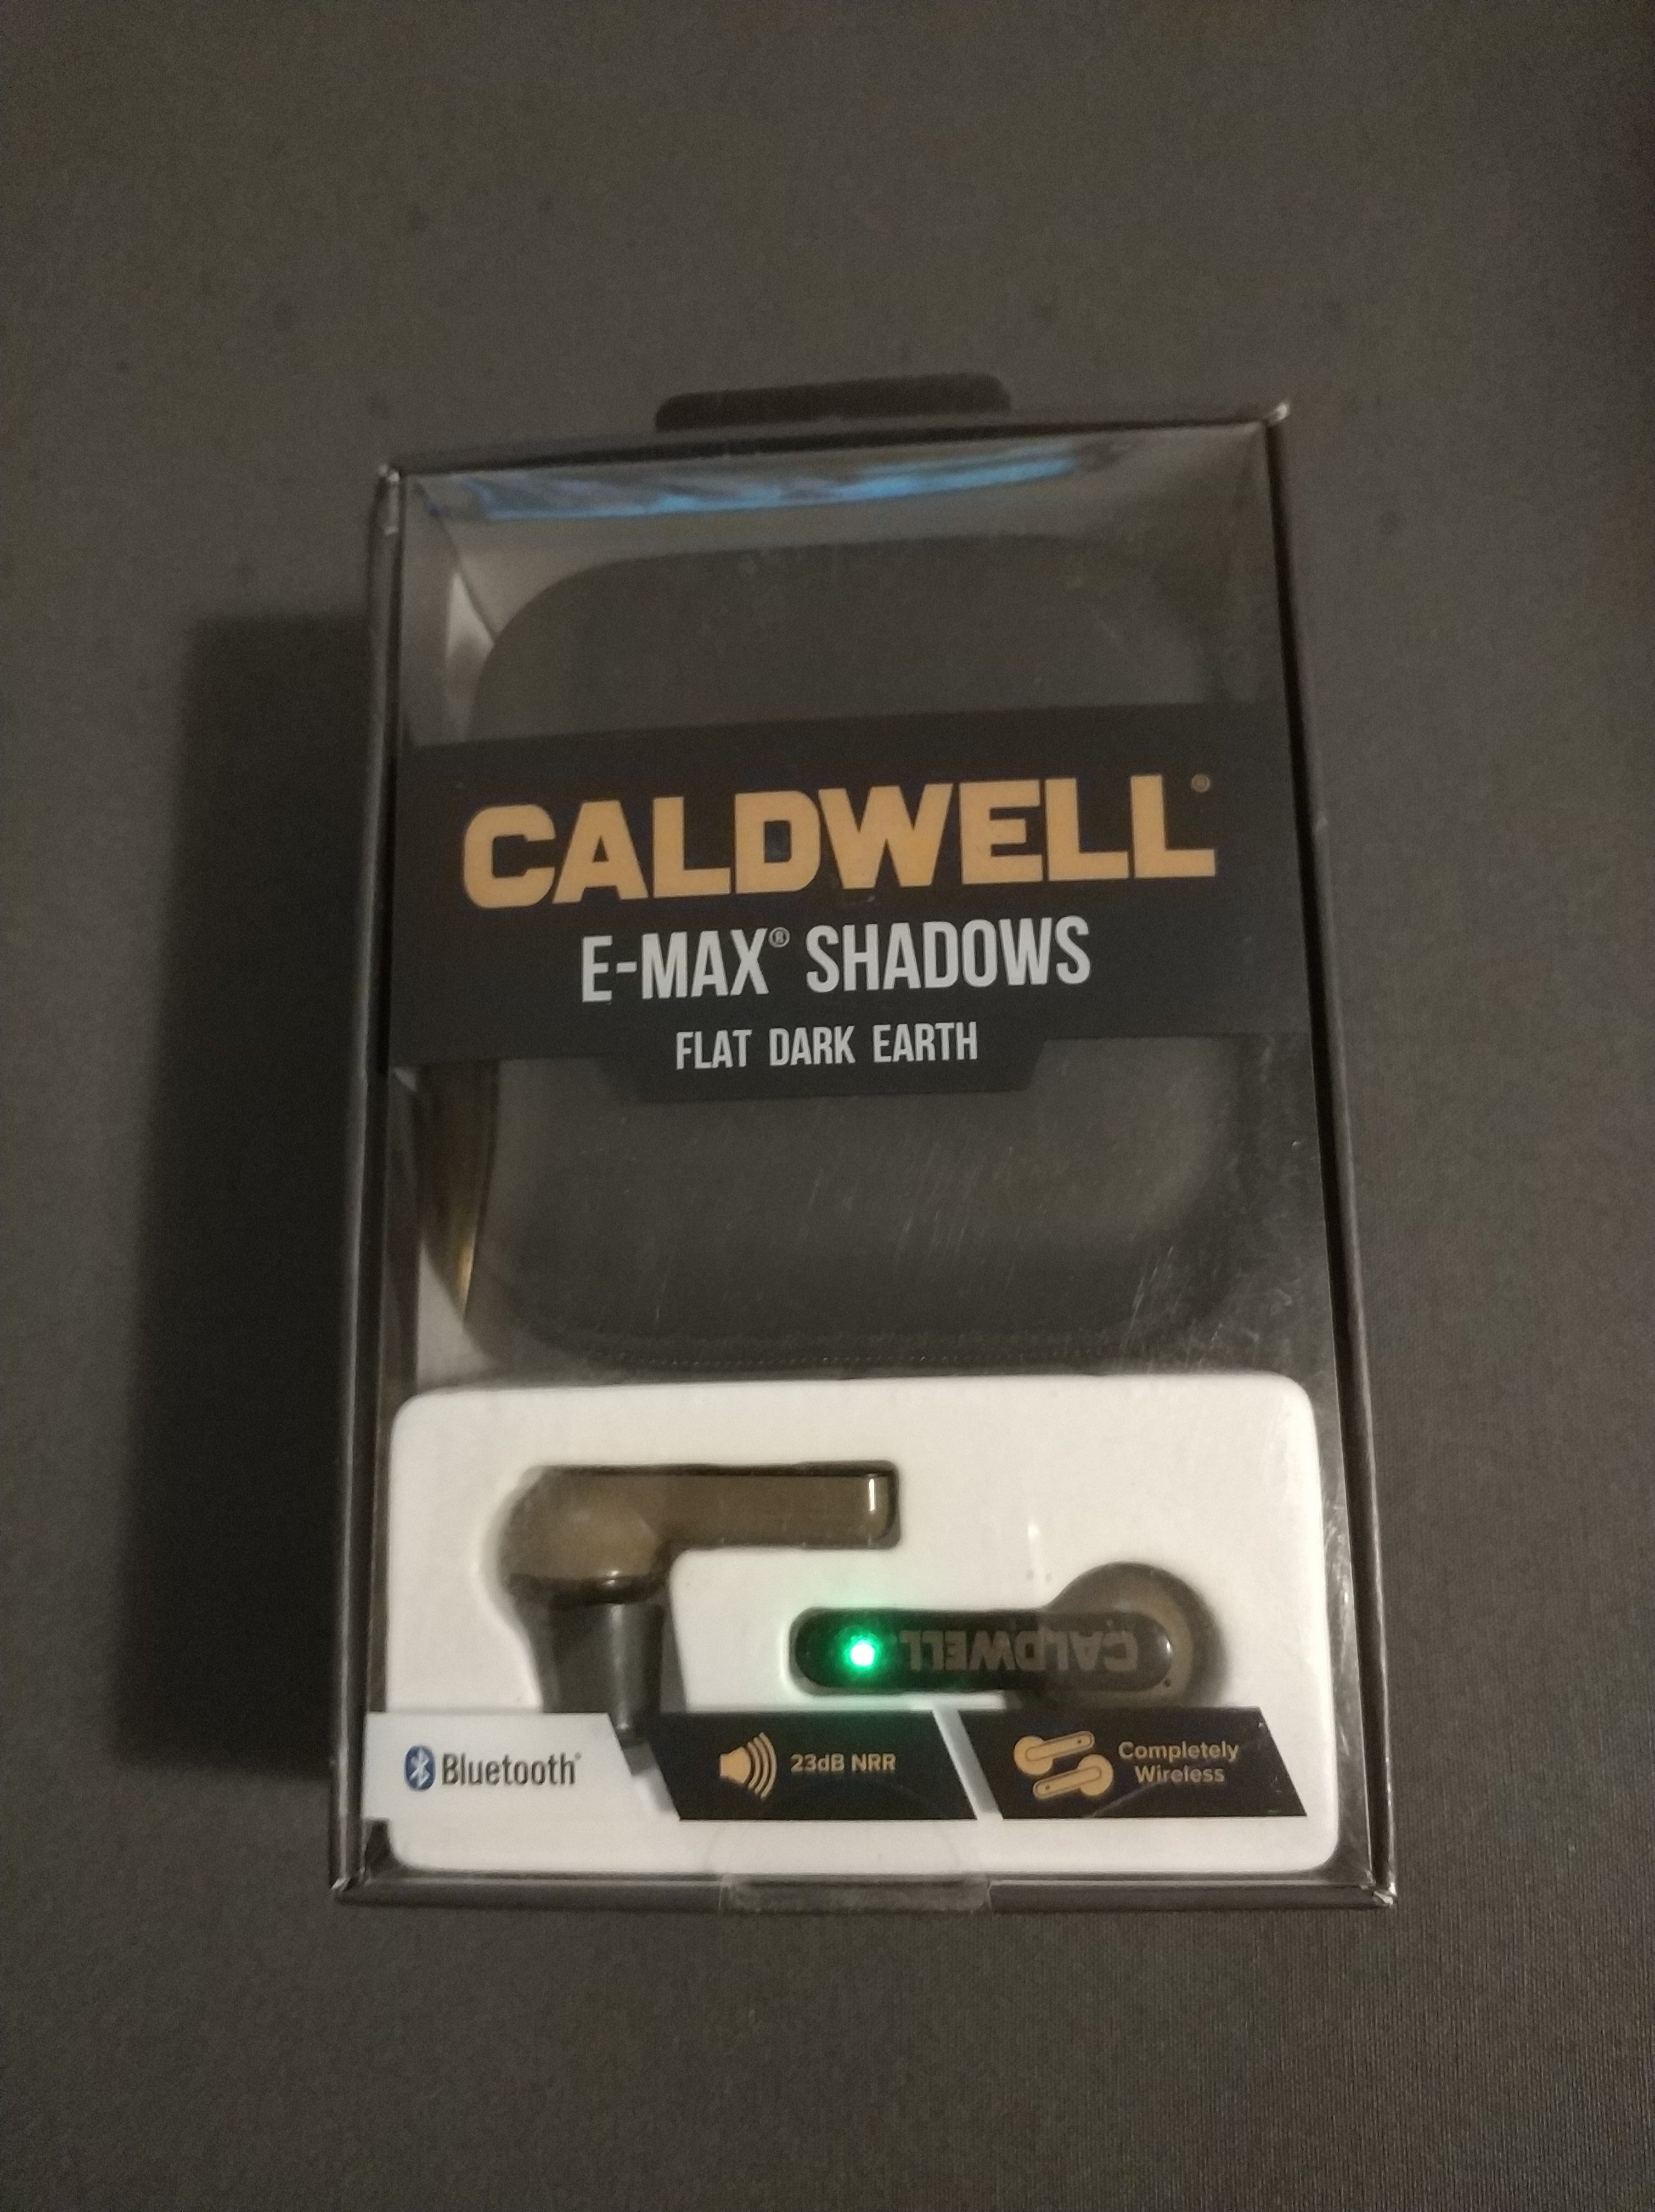 CALDWELL®
E-MAX® SHADOWS
FLAT DARK EARTH
CALDWELL
Bluetooth®
23dB NRR
Completely
Wireless